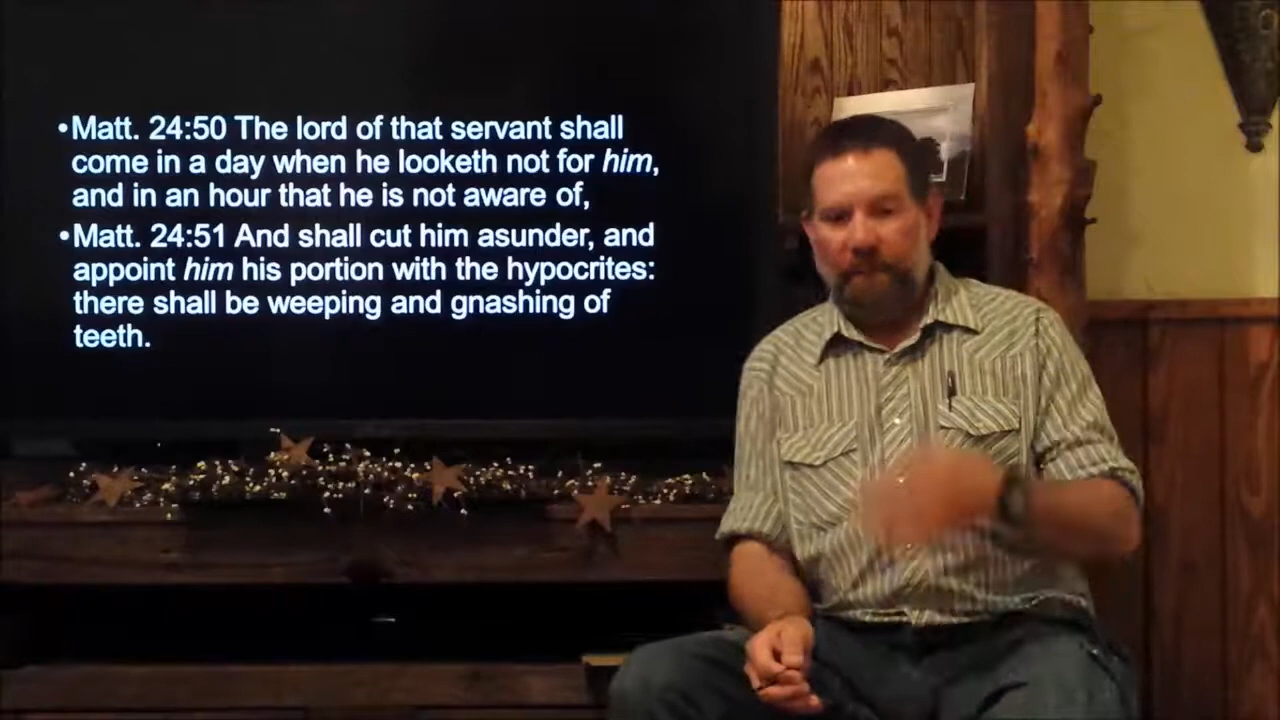 •Matt. 24:50 The lord of that servant shall
come in a day when he looketh not for him,
and in an hour that he is not aware of,
•Matt. 24:51 And shall cut him asunder, and
appoint him his portion with the hypocrites:
there shall be weeping and gnashing of
teeth.